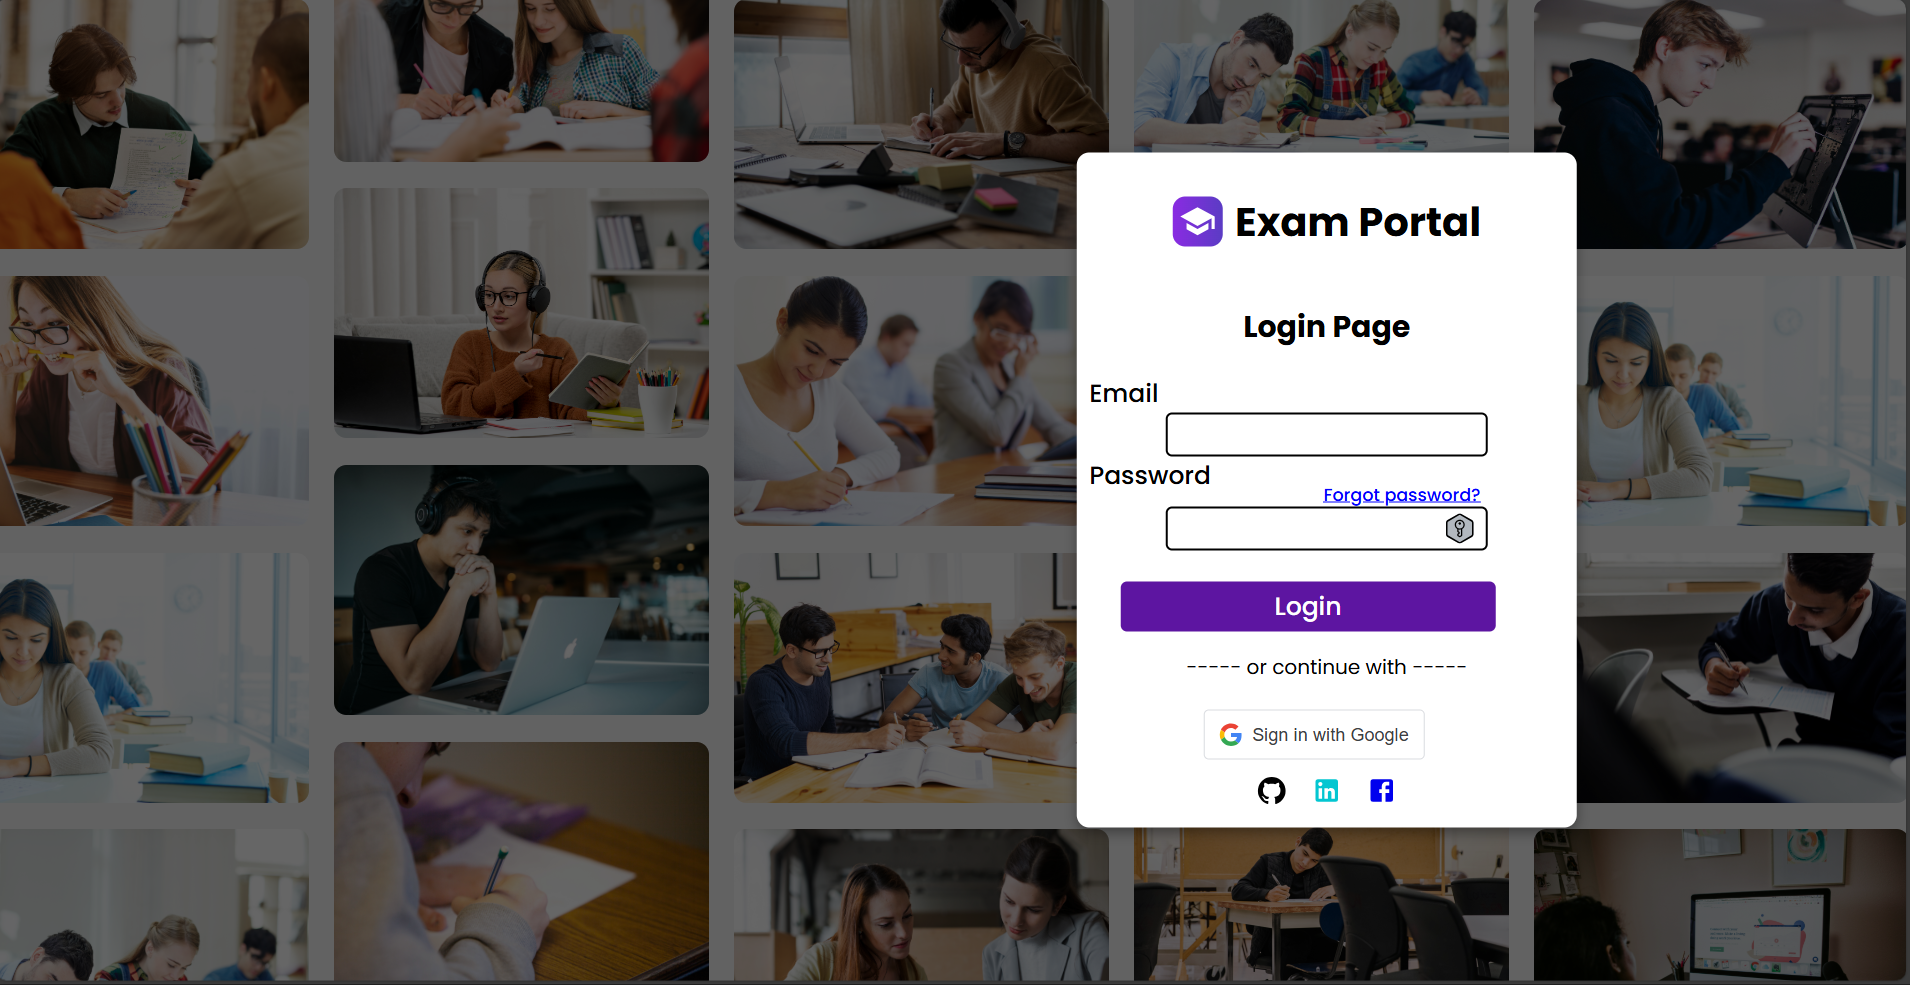 Exam Portal
Login Page
Email
Password
Forgot password?
Login
----- or continue with -----
Sign in with Google